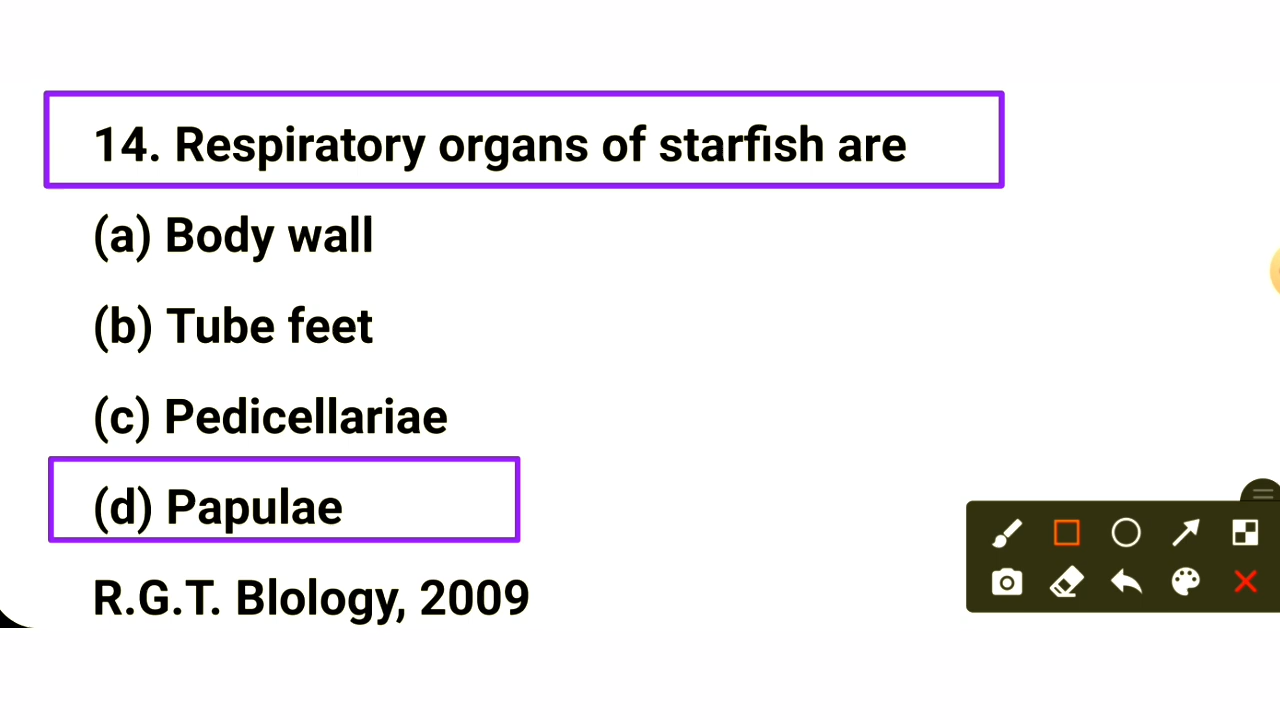 14. Respiratory organs of starfish are
(a) Body wall
(b) Tube feet
(c) Pedicellariae
(d) Papulae
R.G.T. Blology, 2009